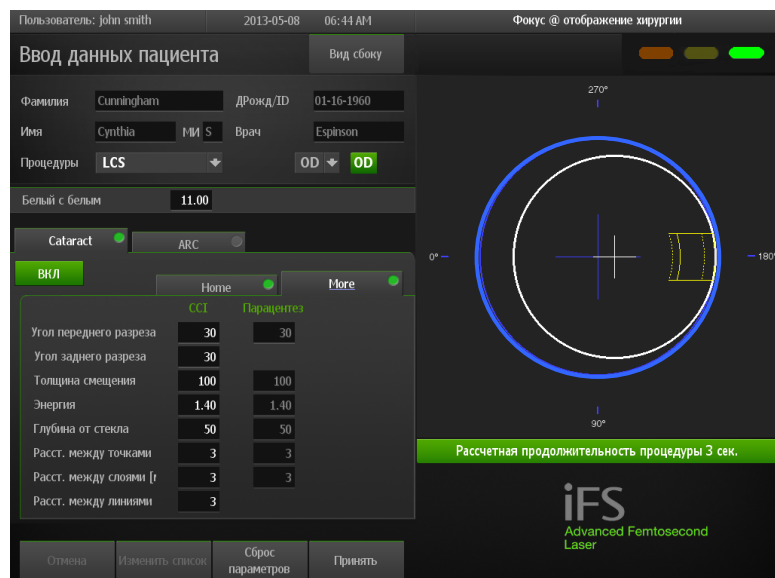 Пользователь: john smith 2013-05-08 06:44 AM Фокус @ отображение хирургии
Ввод данных пациента Вид сбоку
Фамилия Cunningham ДРожд/ID 01-16-1960
Имя Cynthia МИ S Врач Espinson
Процедуры LCS OD OD
Белый с белым 11.00
Cataract ARC
ВКЛ
Home More
CCI Парацентез
Угол переднего разреза 30 30
Угол заднего разреза 30
Толщина смещения 100 100
Энергия 1.40 1.40
Глубина от стекла 50 50
Расст. между точками 3 3
Расст. между слоями [г 3 3
Расст. между линиями 3
Отмена Изменить список Сброс параметров Принять
270°
0° 180°
90°
Рассчетная продолжительность процедуры 3 сек.
iFS
Advanced Femtosecond
Laser